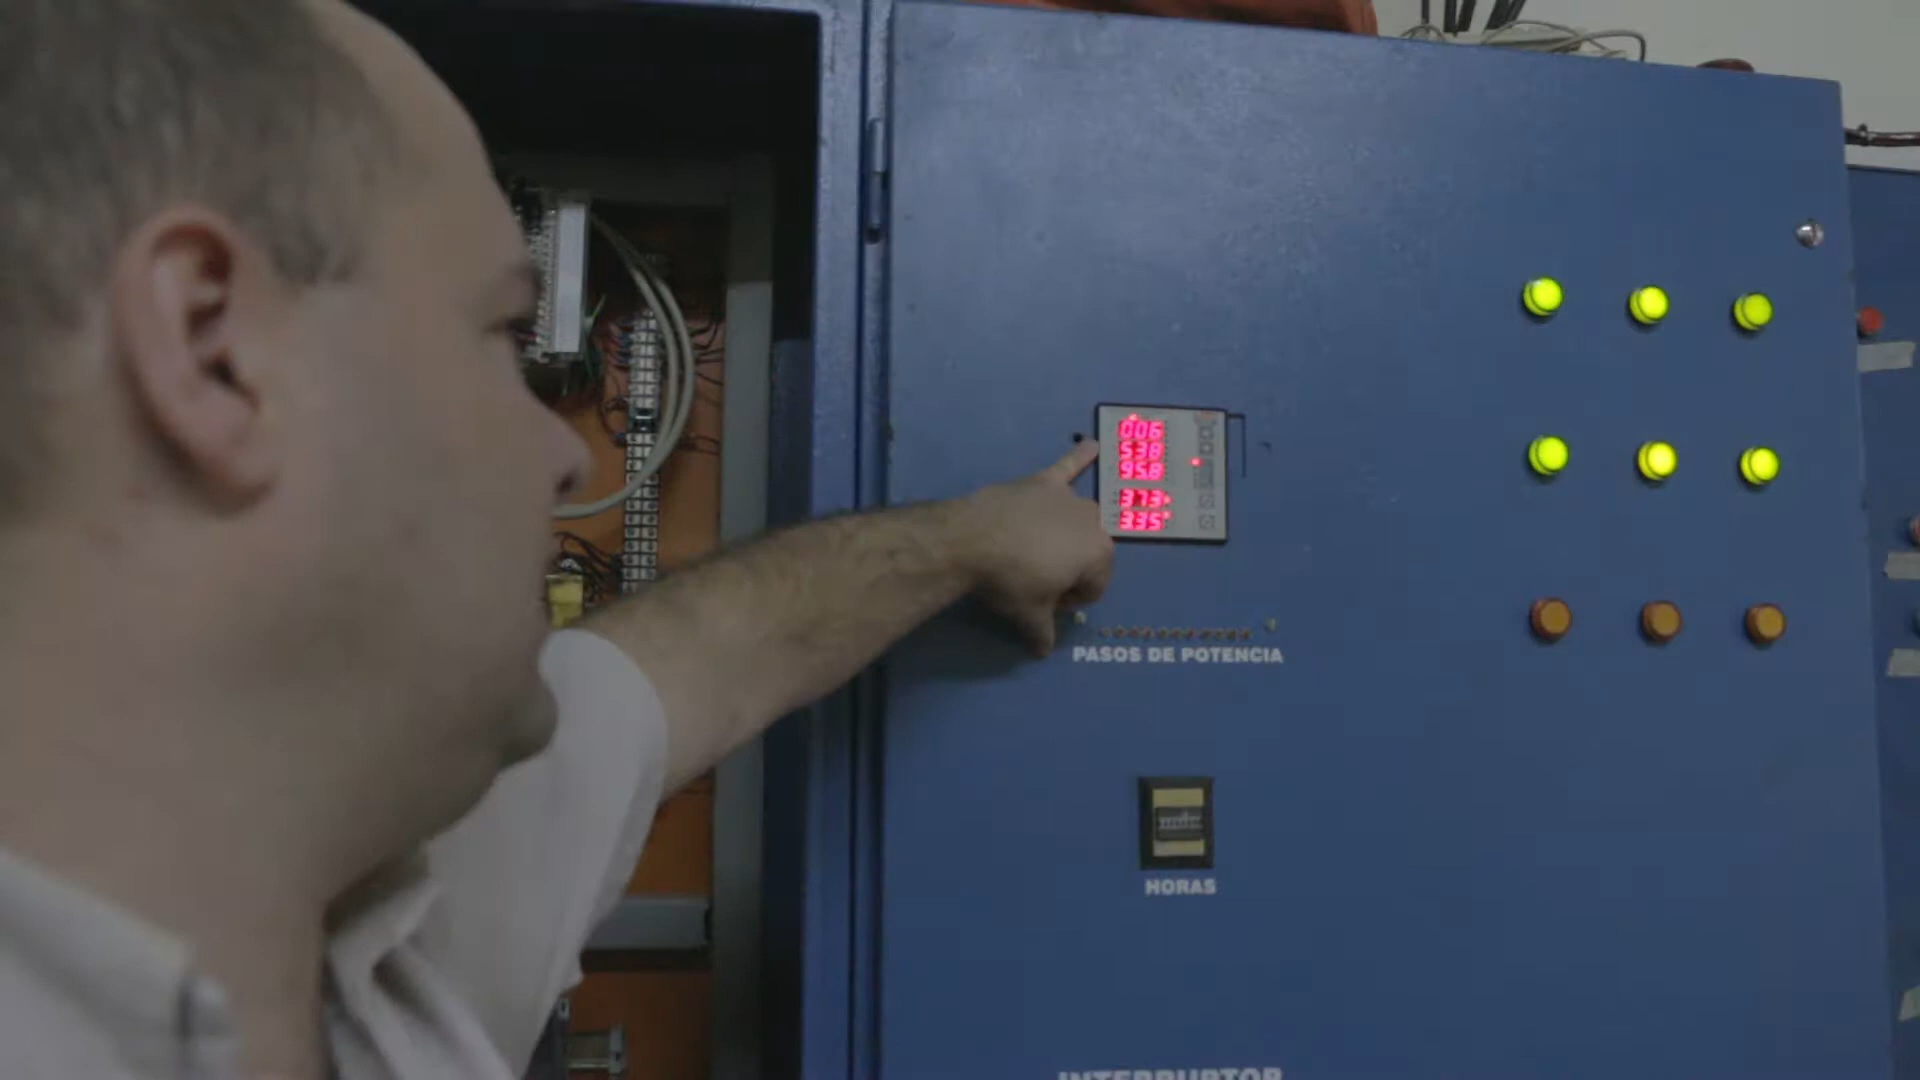 006
538
958
373
335
PASOS DE POTENCIA
HORAS
INTERRUPTOR